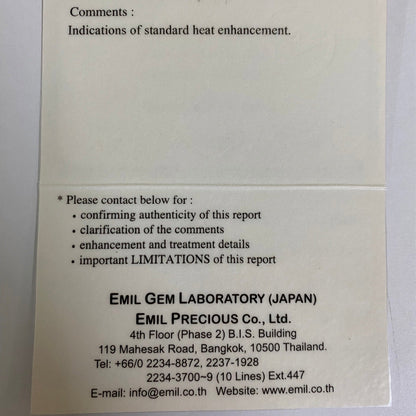 Comments :
Indications of standard heat enhancement.
* Please contact below for :
• confirming authenticity of this report
• clarification of the comments
• enhancement and treatment details
• important LIMITATIONS of this report
EMIL GEM LABORATORY (JAPAN)
EMIL PRECIOUS Co., Ltd.
4th Floor (Phase 2) B.I.S. Building
119 Mahesak Road, Bangkok, 10500 Thailand.
Tel: +66/0 2234-8872, 2237-1928
2234-3700~9 (10 Lines) Ext.447
E-mail: info@emil.co.th Website: www.emil.co.th